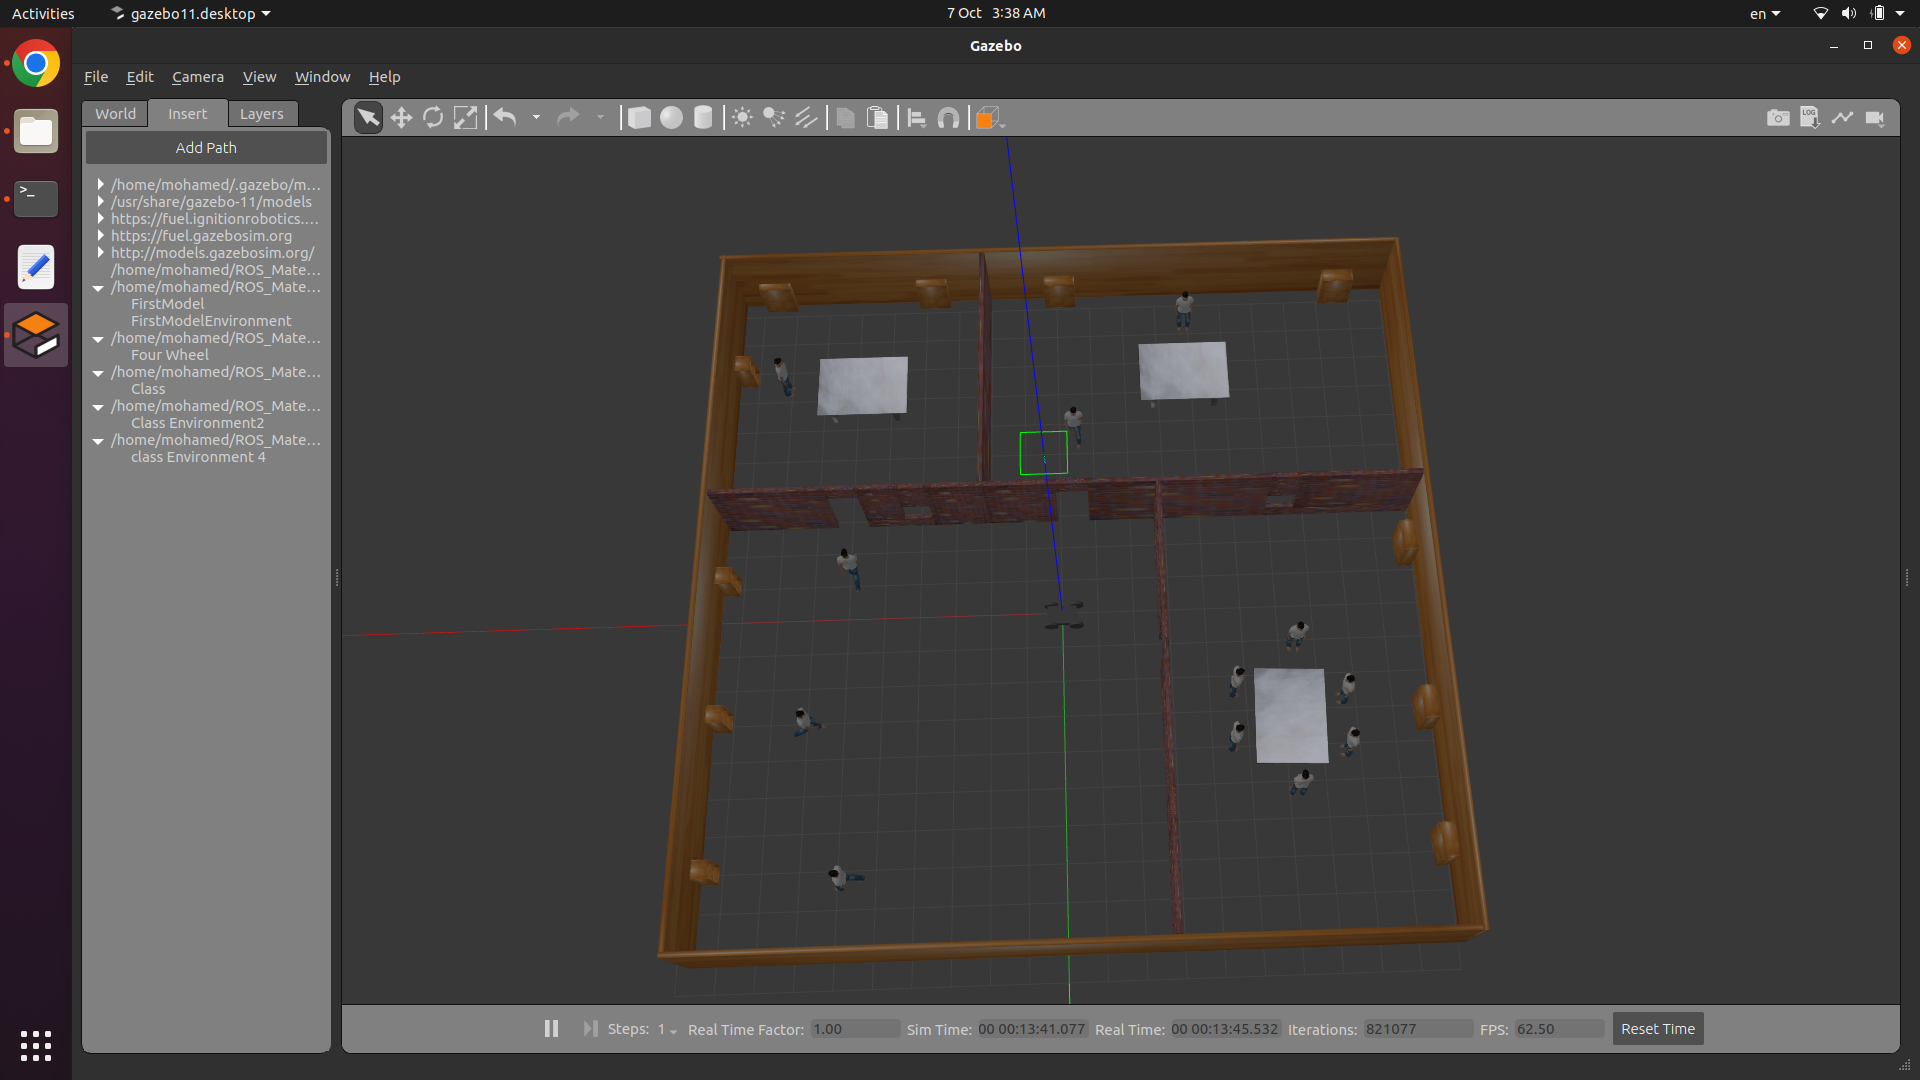 Activities gazebo11.desktop 7 Oct 3:38 AM en
Gazebo
File Edit Camera View Window Help
World Insert Layers
Add Path
/home/mohamed/.gazebo/m...
/usr/share/gazebo-11/models
https://fuel.ignitionrobotics....
https://fuel.gazebosim.org
http://models.gazebosim.org/
/home/mohamed/ROS_Mate...
/home/mohamed/ROS_Mate...
FirstModel
FirstModelEnvironment
/home/mohamed/ROS_Mate...
Four Wheel
/home/mohamed/ROS_Mate...
Class
/home/mohamed/ROS_Mate...
Class Environment2
/home/mohamed/ROS_Mate...
class Environment 4
LOG
>_
Steps: 1 Real Time Factor: 1.00 Sim Time: 00 00:13:41.077 Real Time: 00 00:13:45.532 Iterations: 821077 FPS: 62.50 Reset Time